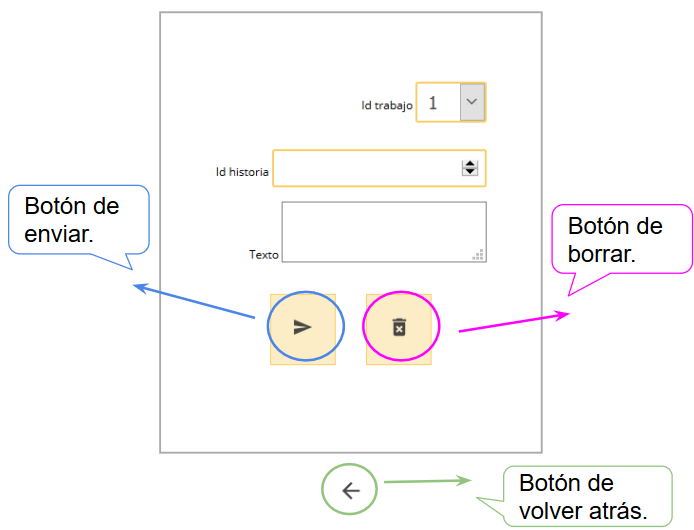 Id trabajo 1
Id historia
Botón de
enviar.
Texto
Botón de
borrar.
Botón de
volver atrás.